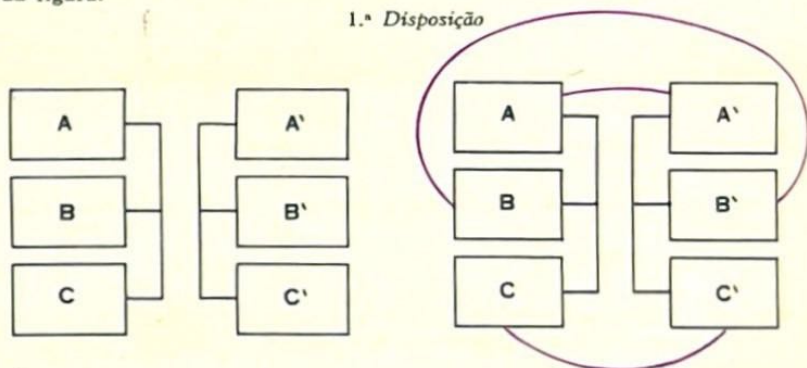 1.ª Disposição
A A‵ A A‵
B B‵ B B‵
C C‵ C C‵